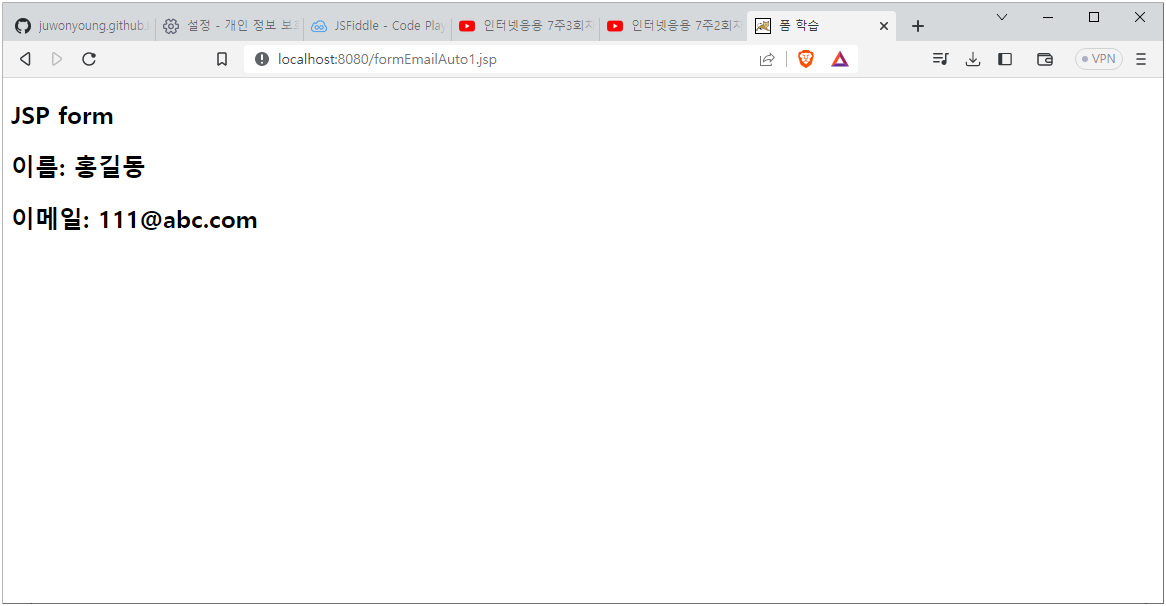 juwonyoung.github.
설정 - 개인 정보 보호
JSFiddle - Code Play
인터넷응용 7주3회차
인터넷응용 7주2회차
폼 학습
localhost:8080/formEmailAuto1.jsp
VPN
JSP form
이름: 홍길동
이메일: 111@abc.com